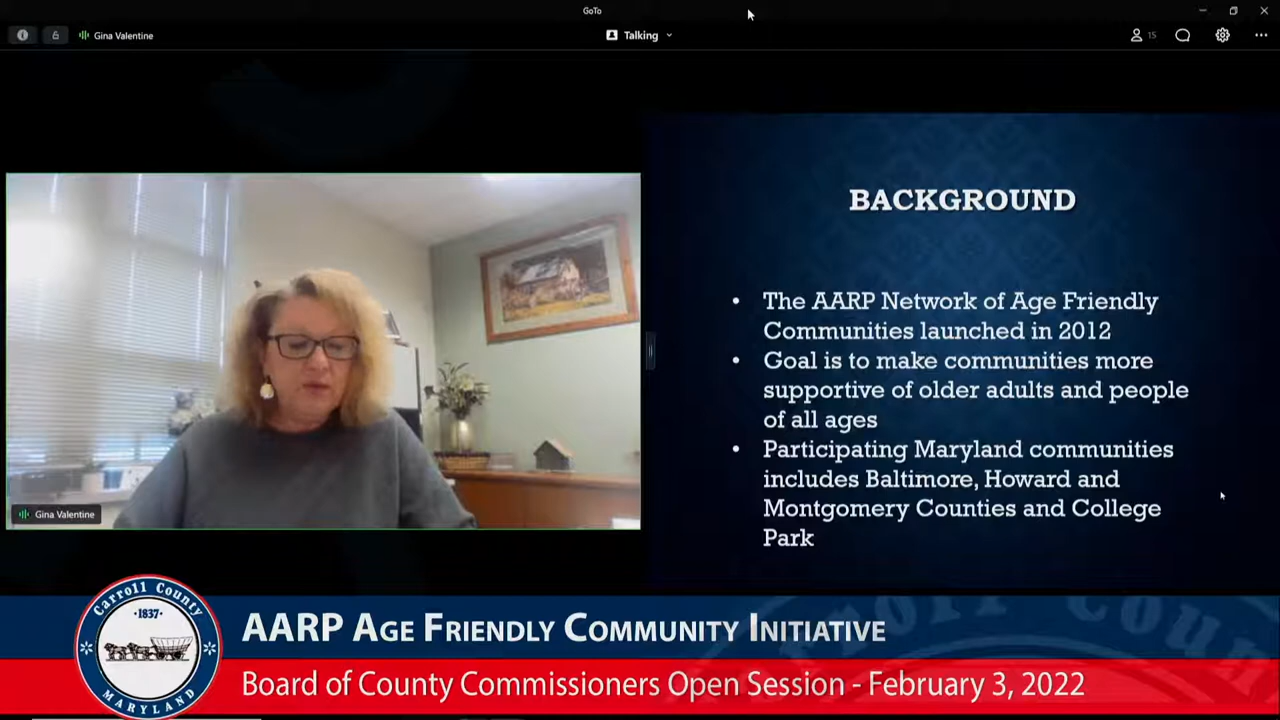 GoTo
Gina Valentine
Talking
15
BACKGROUND
• The AARP Network of Age Friendly
Communities launched in 2012
• Goal is to make communities more
supportive of older adults and people
of all ages
• Participating Maryland communities
includes Baltimore, Howard and
Montgomery Counties and College
Park
Gina Valentine
Carroll County
·1837·
MARYLAND
AARP AGE FRIENDLY COMMUNITY INITIATIVE
Board of County Commissioners Open Session - February 3, 2022